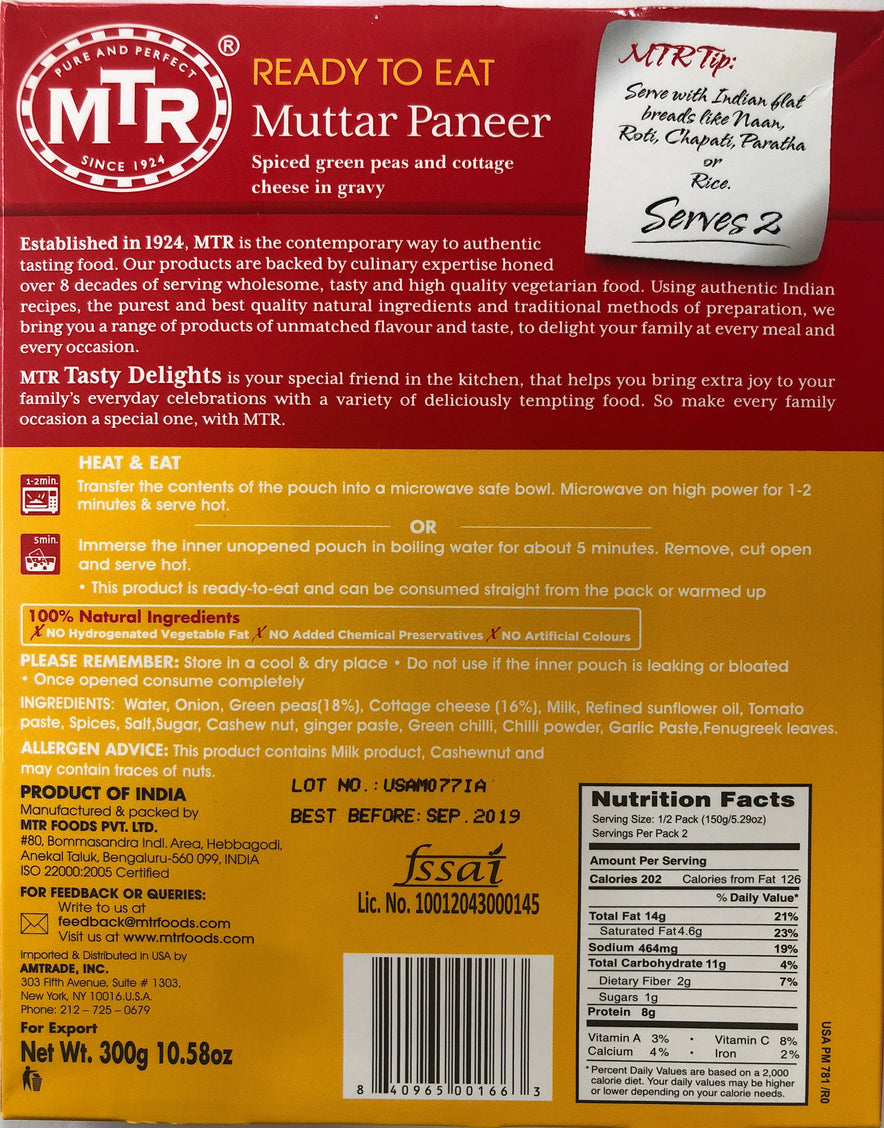 PURE AND PERFECT
MTR
SINCE 1924
®
READY TO EAT
Muttar Paneer
Spiced green peas and cottage
cheese in gravy
MTR Tip:
Serve with Indian flat
breads like Naan,
Roti, Chapati, Paratha
or
Rice.
Serves 2
Established in 1924, MTR is the contemporary way to authentic
tasting food. Our products are backed by culinary expertise honed
over 8 decades of serving wholesome, tasty and high quality vegetarian food. Using authentic Indian
recipes, the purest and best quality natural ingredients and traditional methods of preparation, we
bring you a range of products of unmatched flavour and taste, to delight your family at every meal and
every occasion.
MTR Tasty Delights is your special friend in the kitchen, that helps you bring extra joy to your
family's everyday celebrations with a variety of deliciously tempting food. So make every family
occasion a special one, with MTR.
HEAT & EAT
1-2min.
Transfer the contents of the pouch into a microwave safe bowl. Microwave on high power for 1-2
minutes & serve hot.
OR
5min.
Immerse the inner unopened pouch in boiling water for about 5 minutes. Remove, cut open
and serve hot.
• This product is ready-to-eat and can be consumed straight from the pack or warmed up
100% Natural Ingredients
X NO Hydrogenated Vegetable Fat X NO Added Chemical Preservatives X NO Artificial Colours
PLEASE REMEMBER: Store in a cool & dry place • Do not use if the inner pouch is leaking or bloated
• Once opened consume completely
INGREDIENTS: Water, Onion, Green peas(18%), Cottage cheese (16%), Milk, Refined sunflower oil, Tomato
paste, Spices, Salt,Sugar, Cashew nut, ginger paste, Green chilli, Chilli powder, Garlic Paste,Fenugreek leaves.
ALLERGEN ADVICE: This product contains Milk product, Cashewnut and
may contain traces of nuts.
PRODUCT OF INDIA
Manufactured & packed by
MTR FOODS PVT. LTD.
#80, Bommasandra Indl. Area, Hebbagodi,
Anekal Taluk, Bengaluru-560 099, INDIA
ISO 22000:2005 Certified
FOR FEEDBACK OR QUERIES:
Write to us at
feedback@mtrfoods.com
Visit us at www.mtrfoods.com
Imported & Distributed in USA by
AMTRADE, INC.
303 Fifth Avenue, Suite # 1303,
New York, NY 10016.U.S.A.
Phone: 212 – 725 – 0679
For Export
Net Wt. 300g 10.58oz
LOT NO.: USAM077IA
BEST BEFORE: SEP.2019
fssai
Lic. No. 10012043000145
8 40965 00166 3
Nutrition Facts
Serving Size: 1/2 Pack (150g/5.29oz)
Servings Per Pack 2
Amount Per Serving
Calories 202 Calories from Fat 126
% Daily Value*
Total Fat 14g 21%
Saturated Fat 4.6g 23%
Sodium 464mg 19%
Total Carbohydrate 11g 4%
Dietary Fiber 2g 7%
Sugars 1g
Protein 8g
Vitamin A 3% • Vitamin C 8%
Calcium 4% • Iron 2%
*Percent Daily Values are based on a 2,000
calorie diet. Your daily values may be higher
or lower depending on your calorie needs.
USA PM 781 /R0